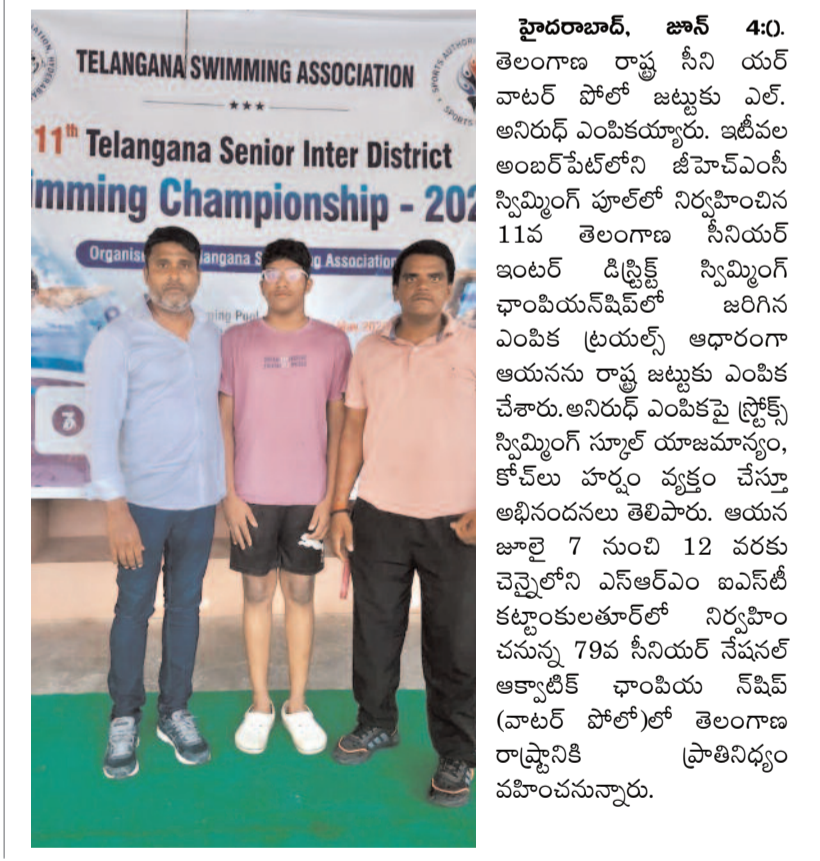 TELANGANA SWIMMING ASSOCIATION
11th Telangana Senior Inter District
imming Championship - 202
Organis langana S g Association
హైదరాబాద్, జూన్ 4:().
తెలంగాణ రాష్ట్ర సీని యర్
వాటర్ పోలో జట్టుకు ఎల్.
అనిరుధ్ ఎంపికయ్యారు. ఇటీవల
అంబర్‌పేట్‌లోని జీహెచ్ఎంసీ
స్విమ్మింగ్ పూల్‌లో నిర్వహించిన
11వ తెలంగాణ సీనియర్
ఇంటర్ డిస్ట్రిక్ట్ స్విమ్మింగ్
ఛాంపియన్‌షిప్‌లో జరిగిన
ఎంపిక ట్రయల్స్ ఆధారంగా
ఆయనను రాష్ట్ర జట్టుకు ఎంపిక
చేశారు.అనిరుధ్ ఎంపికపై స్ట్రోక్స్
స్విమ్మింగ్ స్కూల్ యాజమాన్యం,
కోచ్‌లు హర్షం వ్యక్తం చేస్తూ
అభినందనలు తెలిపారు. ఆయన
జూలై 7 నుంచి 12 వరకు
చెన్నైలోని ఎస్ఆర్ఎం ఐఎస్‌టీ
కట్టాంకులతూర్‌లో నిర్వహిం
చనున్న 79వ సీనియర్ నేషనల్
ఆక్వాటిక్ ఛాంపియ న్‌షిప్
(వాటర్ పోలో)లో తెలంగాణ
రాష్ట్రానికి ప్రాతినిధ్యం
వహించనున్నారు.